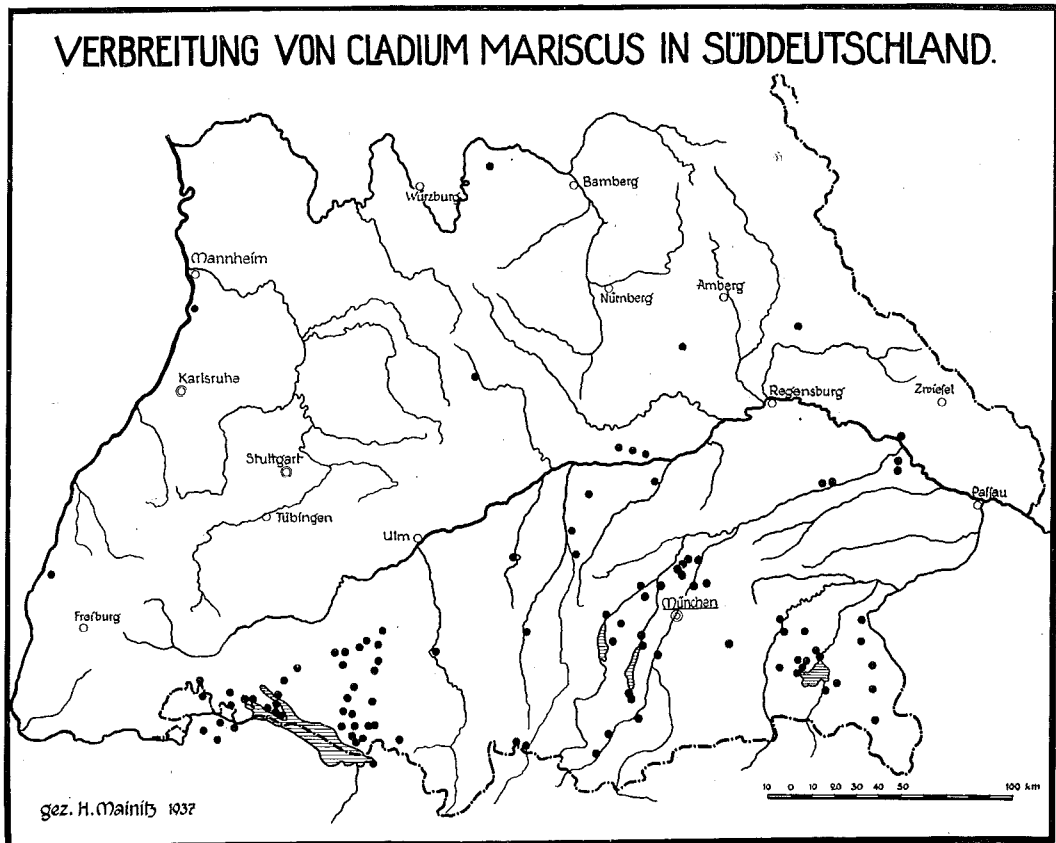 VERBREITUNG VON CLADIUM MARISCUS IN SÜDDEUTSCHLAND.
Würzburg
Bamberg
Mannheim
Nürnberg
Amberg
Karlsruhe
Regensburg
Zwiesel
Stuttgart
Passau
Tübingen
Ulm
Freiburg
München
10 0 10 20 30 40 50 100 km
gez. H. Mainitz 1937